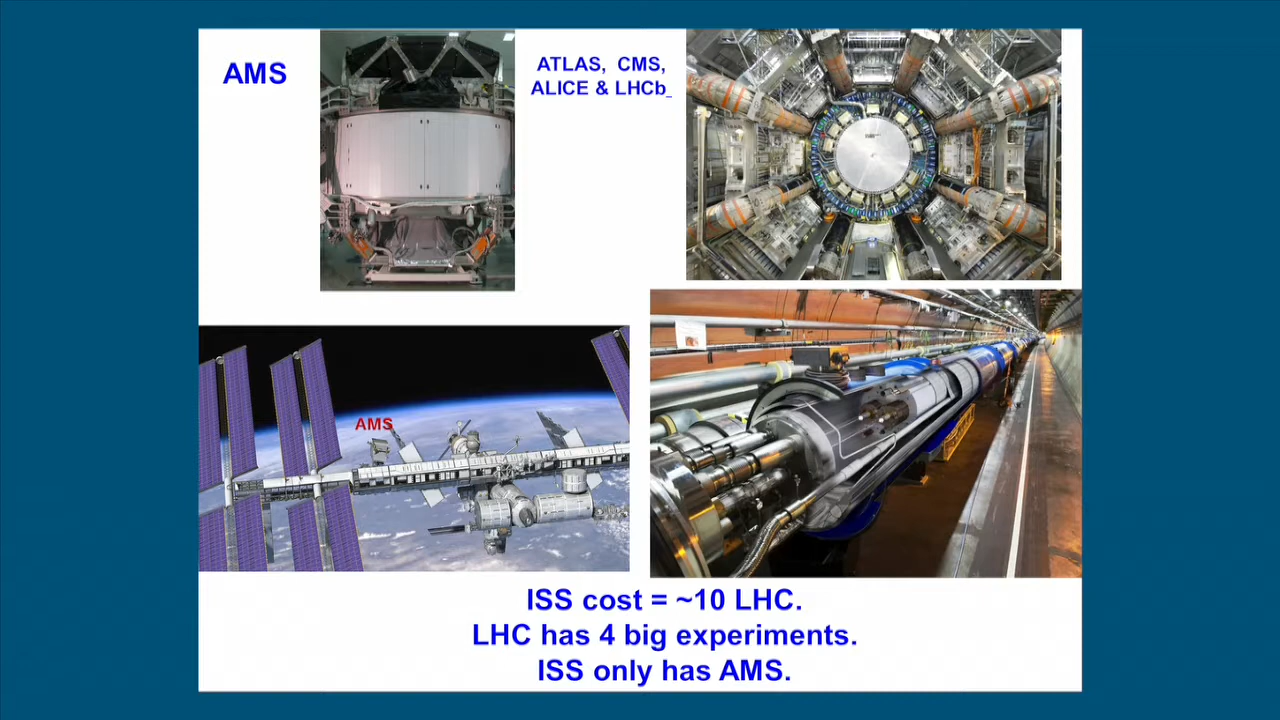 AMS
ATLAS, CMS,
ALICE & LHCb_
AMS
ISS cost = ~10 LHC.
LHC has 4 big experiments.
ISS only has AMS.